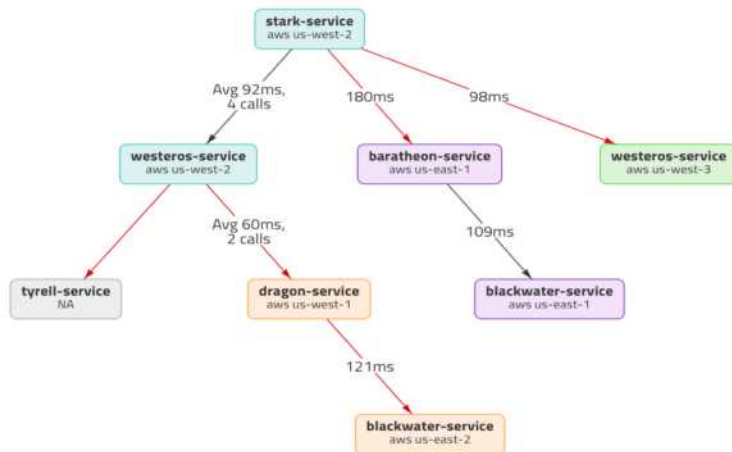 stark-service
aws us-west-2
Avg 92ms,
4 calls
180ms
98ms
westeros-service
aws us-west-2
baratheon-service
aws us-east-1
westeros-service
aws us-west-3
Avg 60ms,
2 calls
109ms
tyrell-service
NA
dragon-service
aws us-west-1
blackwater-service
aws us-east-1
121ms
blackwater-service
aws us-east-2